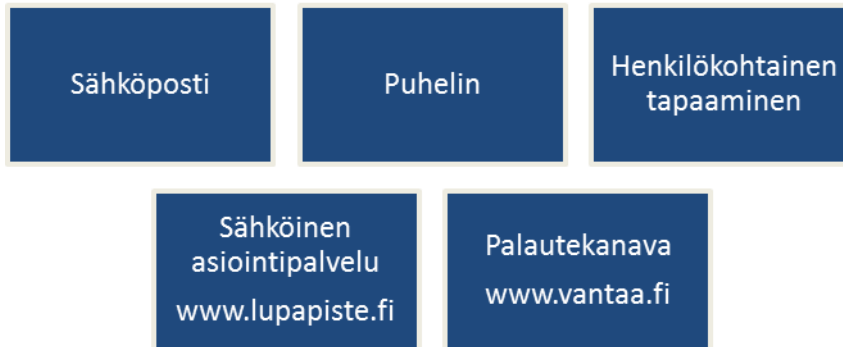 Sähköposti
Puhelin
Henkilökohtainen
tapaaminen
Sähköinen
asiointipalvelu
www.lupapiste.fi
Palautekanava
www.vantaa.fi